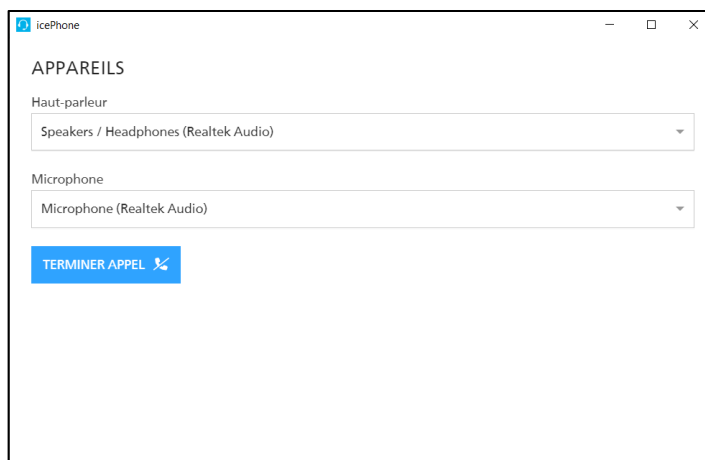 icePhone
APPAREILS
Haut-parleur
Speakers / Headphones (Realtek Audio)
Microphone
Microphone (Realtek Audio)
TERMINER APPEL